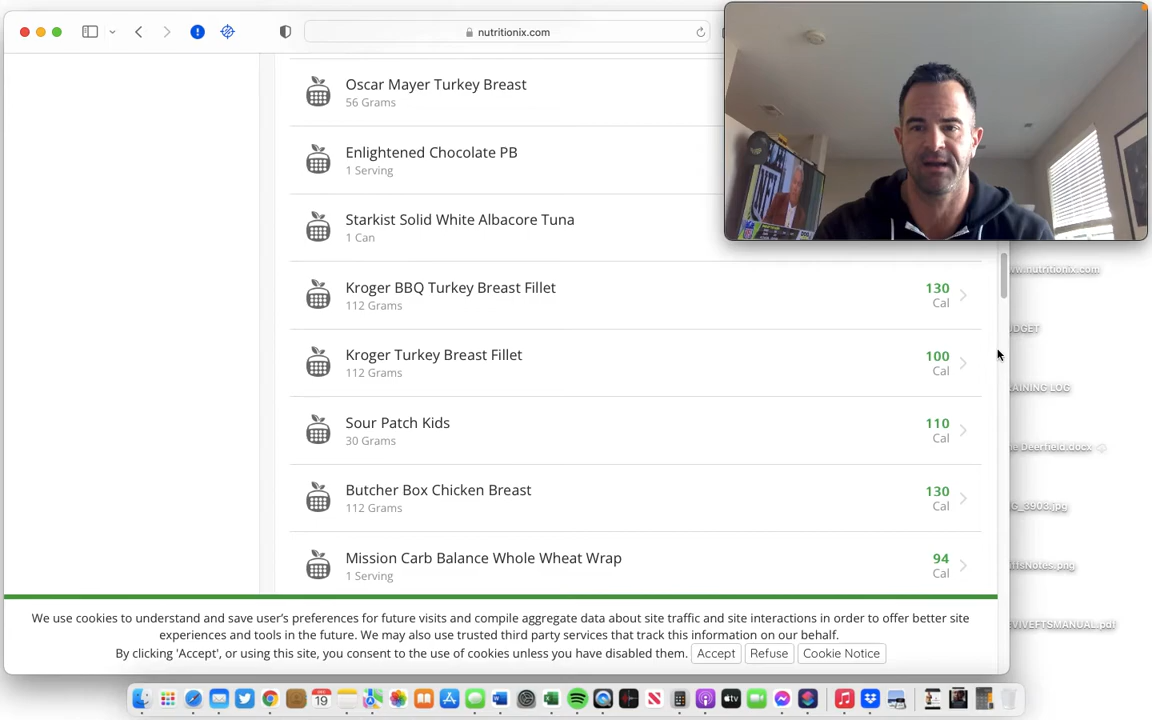 nutritionix.com
Oscar Mayer Turkey Breast
56 Grams
Enlightened Chocolate PB
1 Serving
Starkist Solid White Albacore Tuna
1 Can
Kroger BBQ Turkey Breast Fillet
112 Grams
130
Cal
Kroger Turkey Breast Fillet
112 Grams
100
Cal
Sour Patch Kids
30 Grams
110
Cal
Butcher Box Chicken Breast
112 Grams
130
Cal
Mission Carb Balance Whole Wheat Wrap
1 Serving
94
Cal
We use cookies to understand and save user's preferences for future visits and compile aggregate data about site traffic and site interactions in order to offer better site
experiences and tools in the future. We may also use trusted third party services that track this information on our behalf.
By clicking 'Accept', or using this site, you consent to the use of cookies unless you have disabled them. Accept Refuse Cookie Notice
.nutritionix.com
Deerfield.docx
_3903.jpg
19